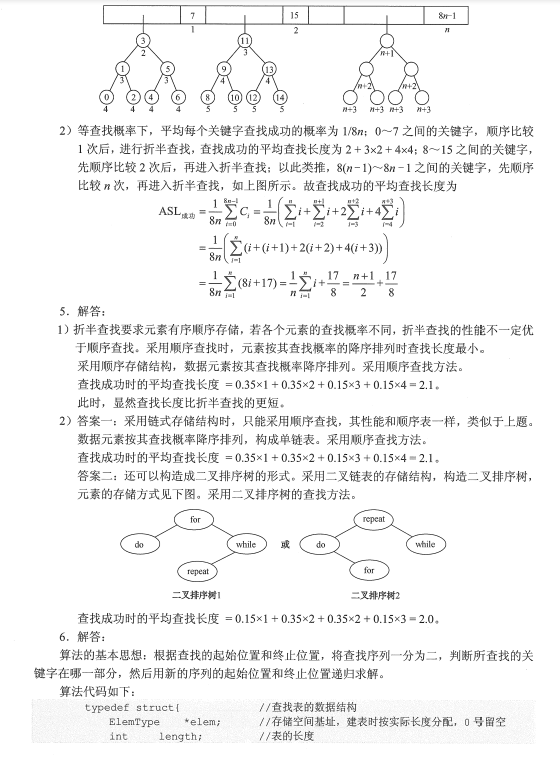 7 15 8n−1
1 2 n
3 11
2 3 n+1
1 5 9 13
3 3 4 4 n+2 n+2
0 2 4 6 8 10 12 14
4 4 4 4 5 5 5 5 n+3 n+3 n+3 n+3
2）等查找概率下，平均每个关键字查找成功的概率为 1/8n；0～7 之间的关键字，顺序比较
1 次后，进行折半查找，查找成功的平均查找长度为 2 + 3×2 + 4×4；8～15 之间的关键字，
先顺序比较 2 次后，再进入折半查找；以此类推，8(n−1)～8n−1 之间的关键字，先顺序
比较 n 次，再进入折半查找，如上图所示。故查找成功的平均查找长度为
ASL成功 = 1/8n ∑_{i=0}^{8n−1} C_i = 1/8n (∑_{i=1}^{n} i + ∑_{i=2}^{n+1} i + 2∑_{i=3}^{n+2} i + 4∑_{i=4}^{n+3} i)
= 1/8n (∑_{i=1}^{n} (i+(i+1)+2(i+2)+4(i+3)))
= 1/8n ∑_{i=1}^{n} (8i+17) = 1/n ∑_{i=1}^{n} i + 17/8 = (n+1)/2 + 17/8
5．解答：
1）折半查找要求元素有序顺序存储，若各个元素的查找概率不同，折半查找的性能不一定优
于顺序查找。采用顺序查找时，元素按其查找概率的降序排列时查找长度最小。
采用顺序存储结构，数据元素按其查找概率降序排列。采用顺序查找方法。
查找成功时的平均查找长度 = 0.35×1 + 0.35×2 + 0.15×3 + 0.15×4 = 2.1。
此时，显然查找长度比折半查找的更短。
2）答案一：采用链式存储结构时，只能采用顺序查找，其性能和顺序表一样，类似于上题。
数据元素按其查找概率降序排列，构成单链表。采用顺序查找方法。
查找成功时的平均查找长度 = 0.35×1 + 0.35×2 + 0.15×3 + 0.15×4 = 2.1。
答案二：还可以构造成二叉排序树的形式。采用二叉链表的存储结构，构造二叉排序树，
元素的存储方式见下图。采用二叉排序树的查找方法。
for repeat
do while 或 do while
repeat for
二叉排序树1 二叉排序树2
查找成功时的平均查找长度 = 0.15×1 + 0.35×2 + 0.35×2 + 0.15×3 = 2.0。
6．解答：
算法的基本思想：根据查找的起始位置和终止位置，将查找序列一分为二，判断所查找的关
键字在哪一部分，然后用新的序列的起始位置和终止位置递归求解。
算法代码如下：
typedef struct{ //查找表的数据结构
ElemType *elem; //存储空间基址，建表时按实际长度分配，0 号留空
int length; //表的长度